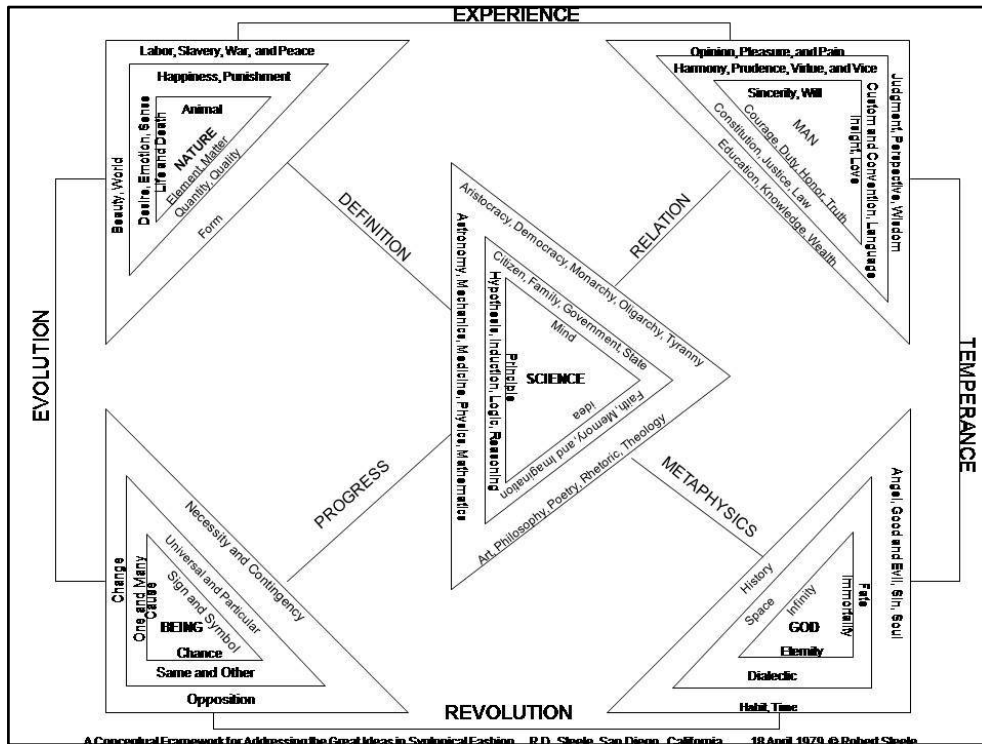 EXPERIENCE
Labor, Slavery, War, and Peace
Happiness, Punishment
Animal
NATURE
Element, Matter
Quantity, Quality
Form
Life and Death
Desire, Emotion, Sense
Beauty, World
Opinion, Pleasure, and Pain
Harmony, Prudence, Virtue, and Vice
Sincerity, Will
MAN
Courage, Duty, Honor, Truth
Constitution, Justice, Law
Education, Knowledge, Wealth
Insight, Love
Custom and Convention, Language
Judgment, Perspective, Wisdom
DEFINITION
RELATION
EVOLUTION
TEMPERANCE
Aristocracy, Democracy, Monarchy, Oligarchy, Tyranny
Citizen, Family, Government, State
Mind
SCIENCE
Principle
Hypothesis, Induction, Logic, Reasoning
Astronomy, Mechanics, Medicine, Physics, Mathematics
Idea
Faith, Memory, and Imagination
Art, Philosophy, Poetry, Rhetoric, Theology
PROGRESS
METAPHYSICS
Necessity and Contingency
Universal and Particular
Sign and Symbol
BEING
Cause
One and Many
Change
Chance
Same and Other
Opposition
History
Space
Infinity
GOD
Immortality
Fate
Angel, Good and Evil, Sin, Soul
Eternity
Dialectic
Habit, Time
REVOLUTION
A Conceptual Framework for Addressing the Great Ideas in Syntopical Fashion R.D. Steele, San Diego, California 18 April 1979 © Robert Steele